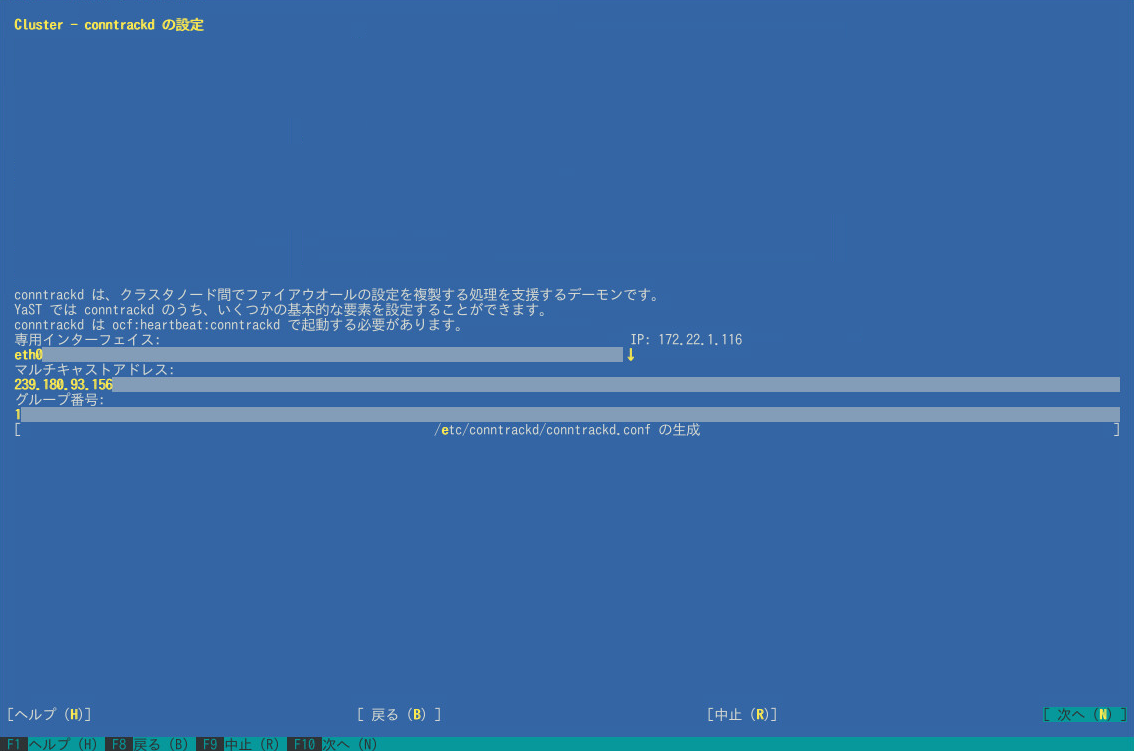 Cluster - conntrackd の設定
conntrackd は、クラスタノード間でファイアウオールの設定を複製する処理を支援するデーモンです。
YaST では conntrackd のうち、いくつかの基本的な要素を設定することができます。
conntrackd は ocf:heartbeat:conntrackd で起動する必要があります。
専用インターフェイス: IP: 172.22.1.116
eth0 ↓
マルチキャストアドレス:
239.180.93.156
グループ番号:
1
[ /etc/conntrackd/conntrackd.conf の生成 ]
[ヘルプ (H)] [ 戻る (B) ] [中止 (R)] [ 次へ (N) ]
F1 ヘルプ (H) F8 戻る (B) F9 中止 (R) F10 次へ (N)